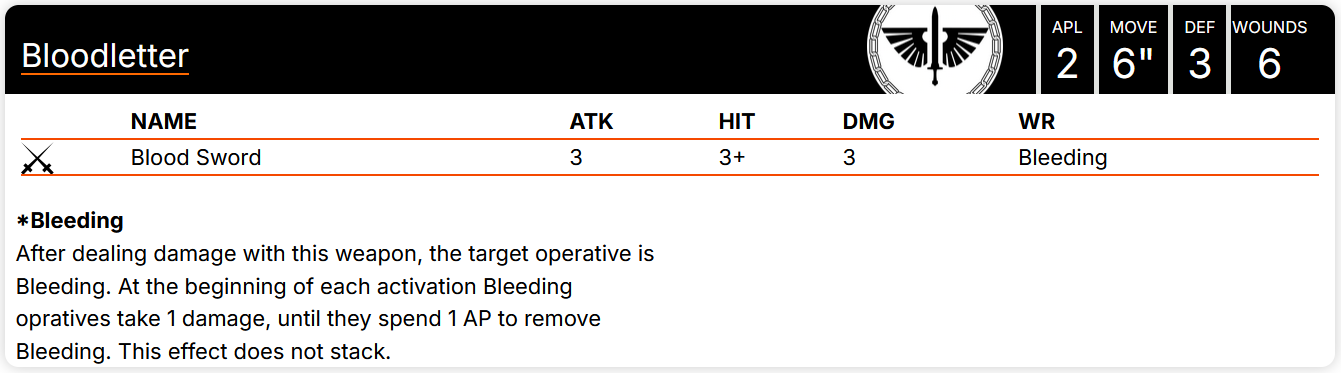 Bloodletter
APL MOVE DEF WOUNDS
2 6" 3 6
NAME ATK HIT DMG WR
Blood Sword 3 3+ 3 Bleeding
*Bleeding
After dealing damage with this weapon, the target operative is
Bleeding. At the beginning of each activation Bleeding
opratives take 1 damage, until they spend 1 AP to remove
Bleeding. This effect does not stack.